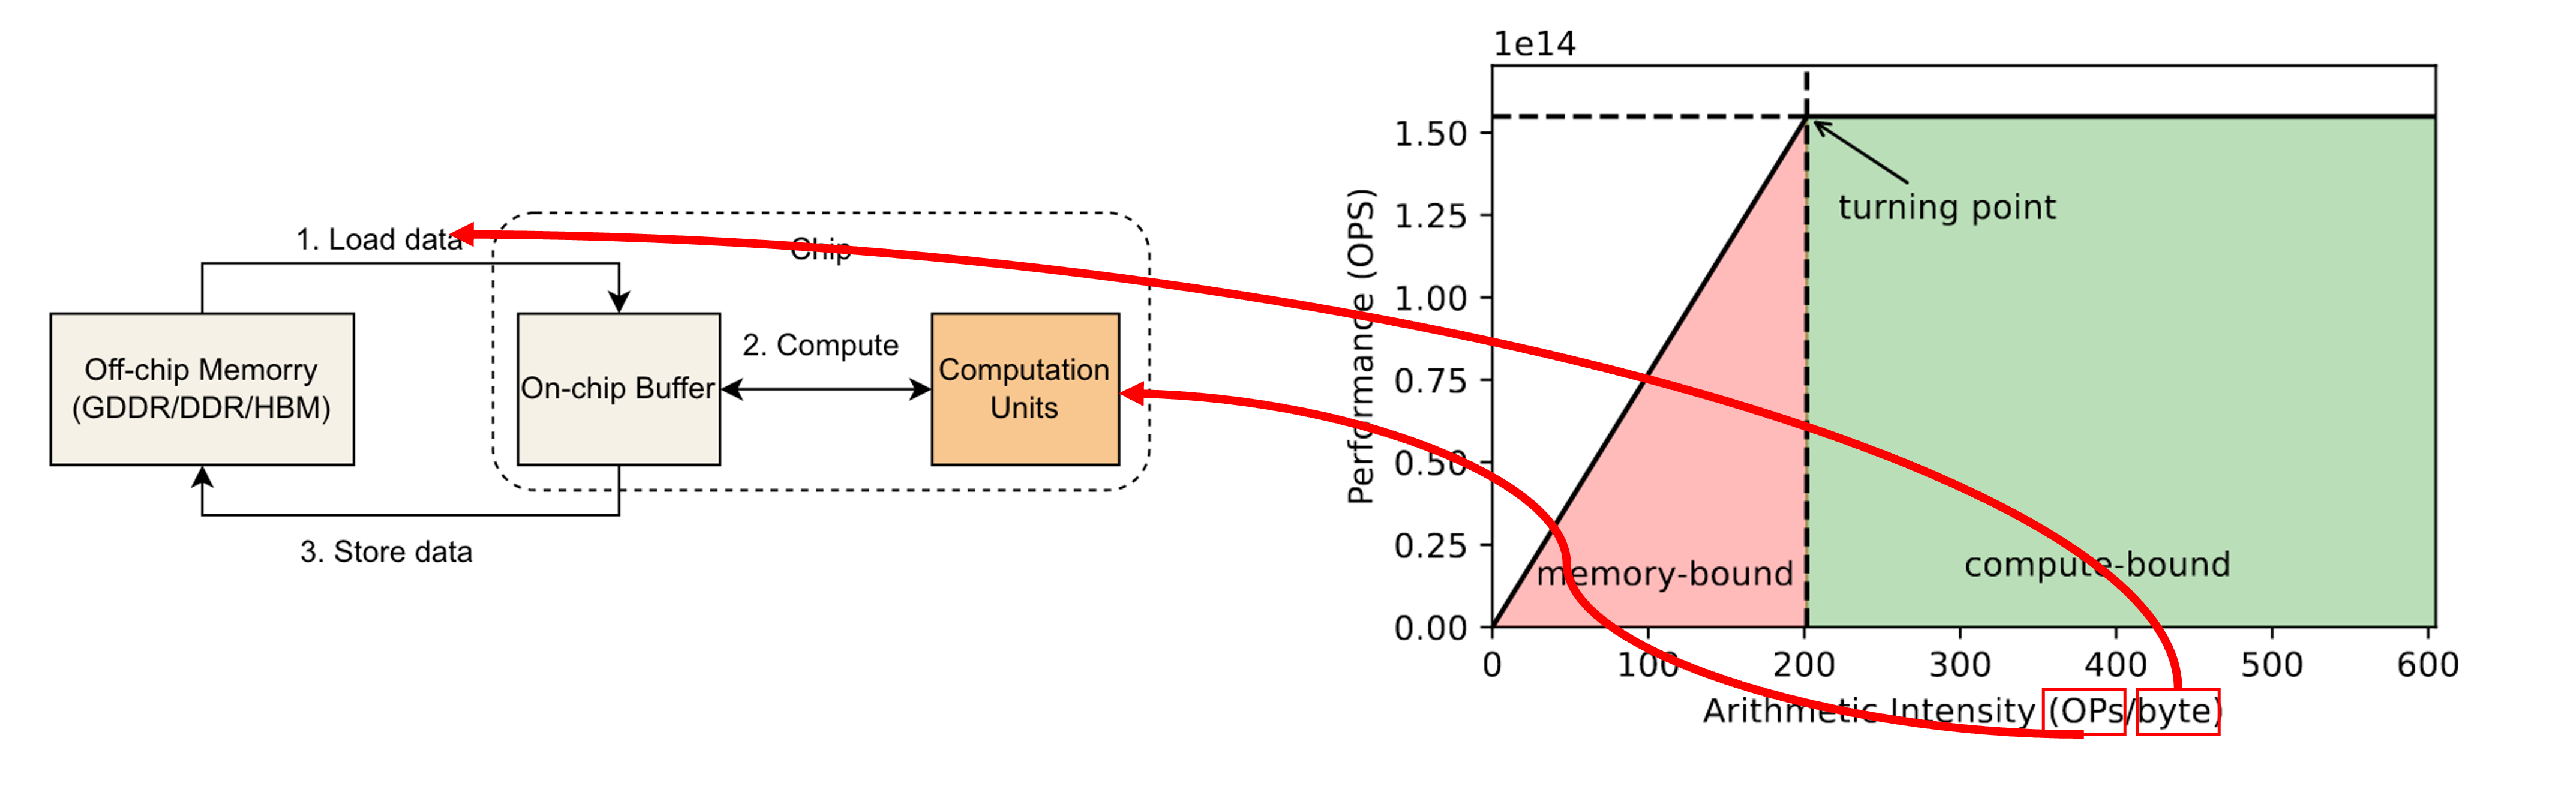 1. Load data
Chip
Off-chip Memorry
(GDDR/DDR/HBM)
On-chip Buffer
2. Compute
Computation
Units
3. Store data
1e14
Performance (OPS)
1.50
1.25
1.00
0.75
0.50
0.25
0.00
turning point
memory-bound
compute-bound
0 100 200 300 400 500 600
Arithmetic Intensity (OPs/byte)